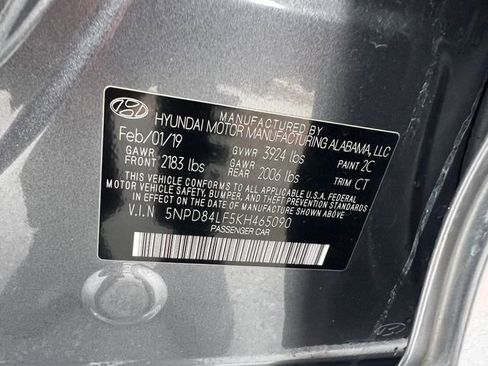 MANUFACTURED BY
HYUNDAI MOTOR MANUFACTURING ALABAMA, LLC
Feb/01/19 GVWR 3924 lbs PAINT 2C
GAWR FRONT 2183 lbs GAWR REAR 2006 lbs TRIM CT
THIS VEHICLE CONFORMS TO ALL APPLICABLE U.S.A. FEDERAL
MOTOR VEHICLE SAFETY, BUMPER, AND THEFT PREVENTION STANDARDS
IN EFFECT ON THE DATE OF MANUFACTURE SHOWN ABOVE.
V.I.N 5NPD84LF5KH465090
PASSENGER CAR